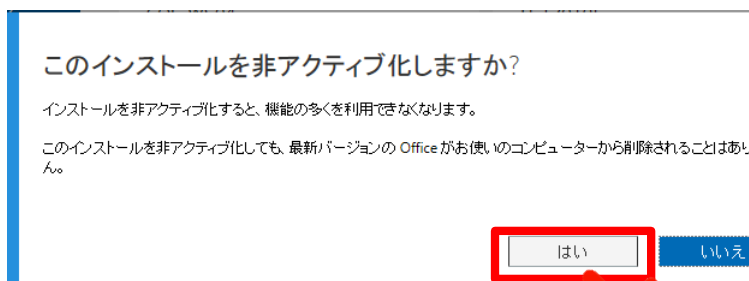 このインストールを非アクティブ化しますか?
インストールを非アクティブ化すると、機能の多くを利用できなくなります。
このインストールを非アクティブ化しても、最新バージョンの Office がお使いのコンピューターから削除されることはあり
ん。
はい
いいえ